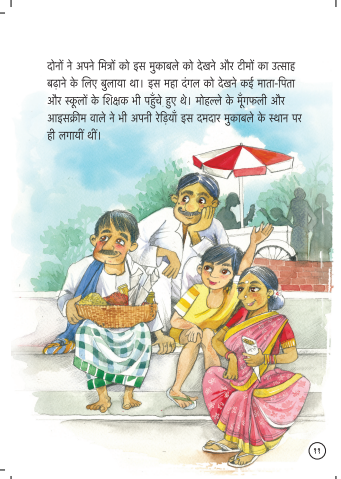 दोनों ने अपने मित्रों को इस मुकाबले को देखने और टीमों का उत्साह
बढ़ाने के लिए बुलाया था। इस महा दंगल को देखने कई माता-पिता
और स्कूलों के शिक्षक भी पहुँचे हुए थे। मोहल्ले के मूँगफली और
आइसक्रीम वाले ने भी अपनी रेड़ियाँ इस दमदार मुकाबले के स्थान पर
ही लगायीं थीं।
११